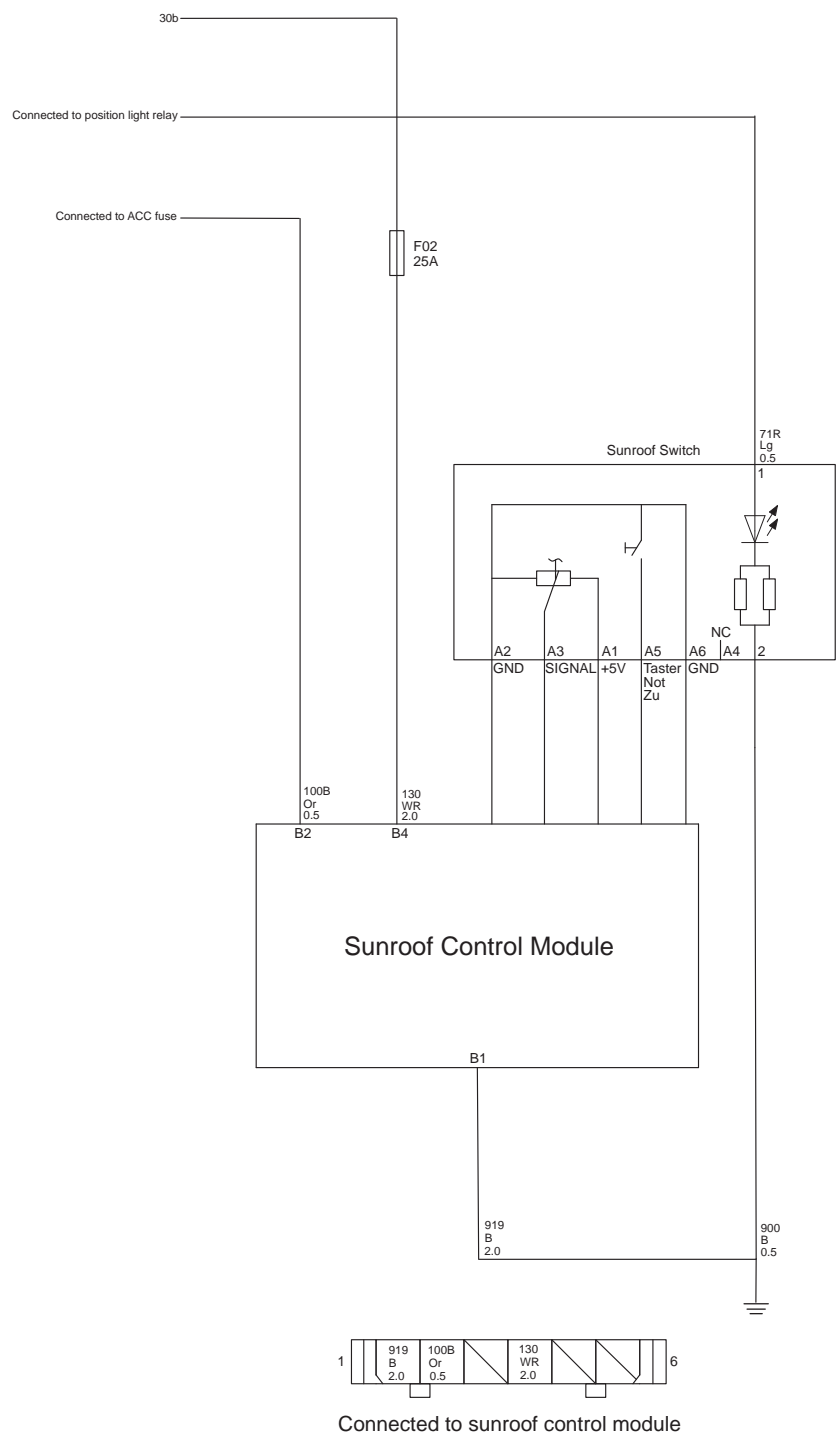 30b
Connected to position light relay
Connected to ACC fuse
F02
25A
71R
Lg
0.5
Sunroof Switch
1
NC
A2
A3
A1
A5
A6
A4
2
GND
SIGNAL
+5V
Taster
Not
Zu
GND
100B
Or
0.5
130
WR
2.0
B2
B4
Sunroof Control Module
B1
919
B
2.0
900
B
0.5
1
919
B
2.0
100B
Or
0.5
130
WR
2.0
6
Connected to sunroof control module